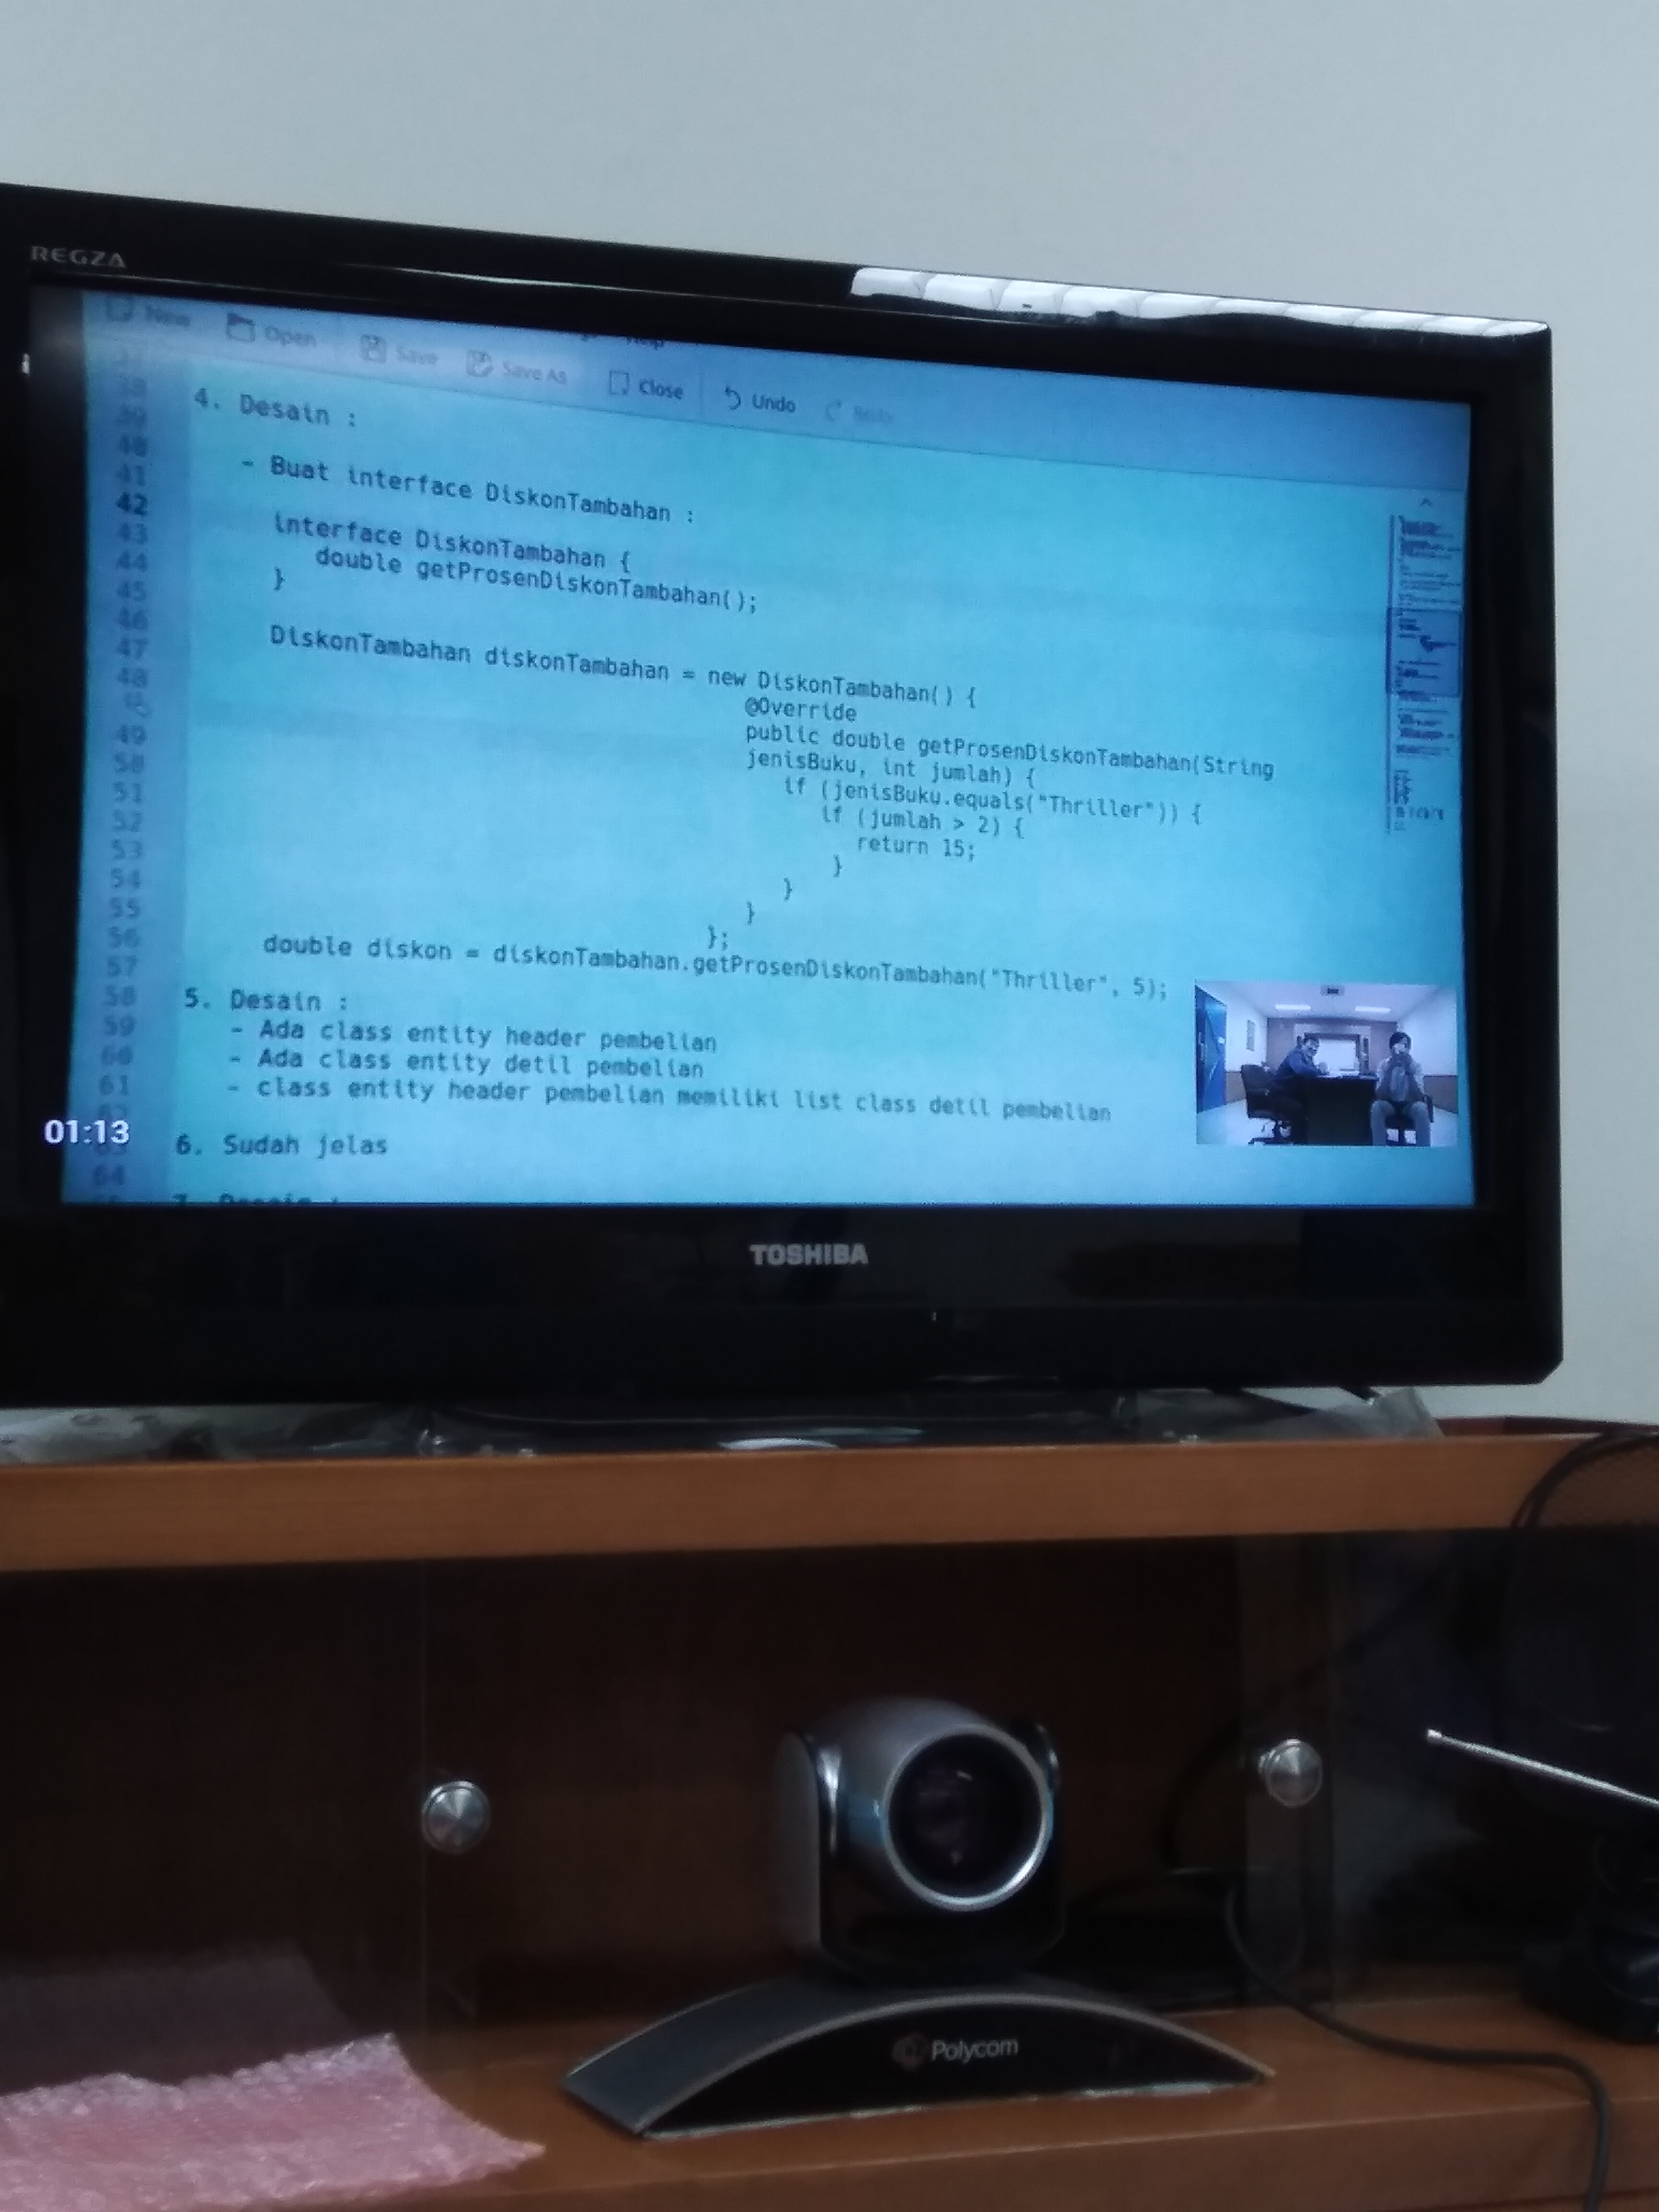 REGZA
New Open Save Save As Close Undo Redo
38
39 4. Desain :
40
41 - Buat interface DiskonTambahan :
42
43 interface DiskonTambahan {
44 double getProsenDiskonTambahan();
45 }
46
47 DiskonTambahan diskonTambahan = new DiskonTambahan() {
48 @Override
public double getProsenDiskonTambahan(String
jenisBuku, int jumlah) {
49 if (jenisBuku.equals("Thriller")) {
50 if (jumlah > 2) {
51 return 15;
52 }
53 }
54 }
55 };
56 double diskon = diskonTambahan.getProsenDiskonTambahan("Thriller", 5);
57
58 5. Desain :
59 - Ada class entity header pembelian
60 - Ada class entity detil pembelian
61 - class entity header pembelian memiliki list class detil pembelian
01:13
6. Sudah jelas
64
7. Desain :
TOSHIBA
Polycom